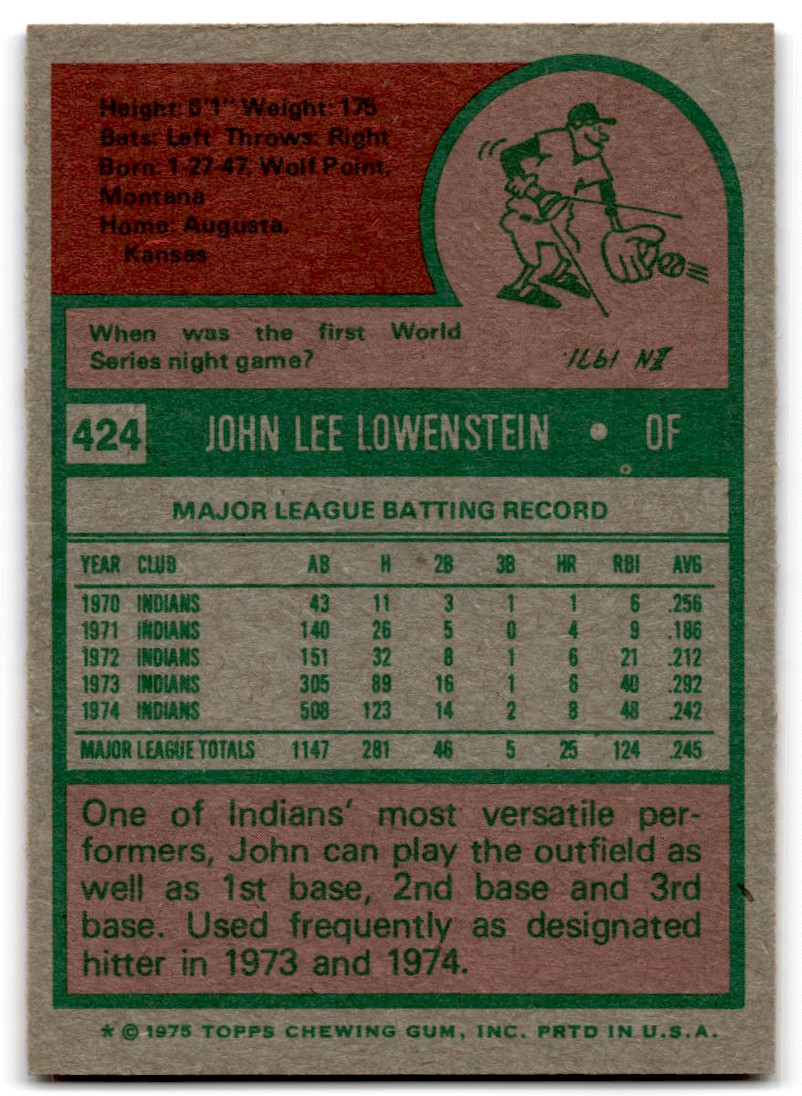 Height: 6'1" Weight: 175
Bats: Left Throws: Right
Born: 1-27-47, Wolf Point,
Montana
Home: Augusta,
Kansas
When was the first World
Series night game?
IN 1971.
424 JOHN LEE LOWENSTEIN • OF
MAJOR LEAGUE BATTING RECORD
YEAR CLUB AB H 2B 3B HR RBI AVG
1970 INDIANS 43 11 3 1 1 6 .256
1971 INDIANS 140 26 5 0 4 9 .186
1972 INDIANS 151 32 8 1 6 21 .212
1973 INDIANS 305 89 16 1 6 40 .292
1974 INDIANS 508 123 14 2 8 48 .242
MAJOR LEAGUE TOTALS 1147 281 46 5 25 124 .245
One of Indians' most versatile per-
formers, John can play the outfield as
well as 1st base, 2nd base and 3rd
base. Used frequently as designated
hitter in 1973 and 1974.
* © 1975 TOPPS CHEWING GUM, INC. PRTD IN U.S.A.